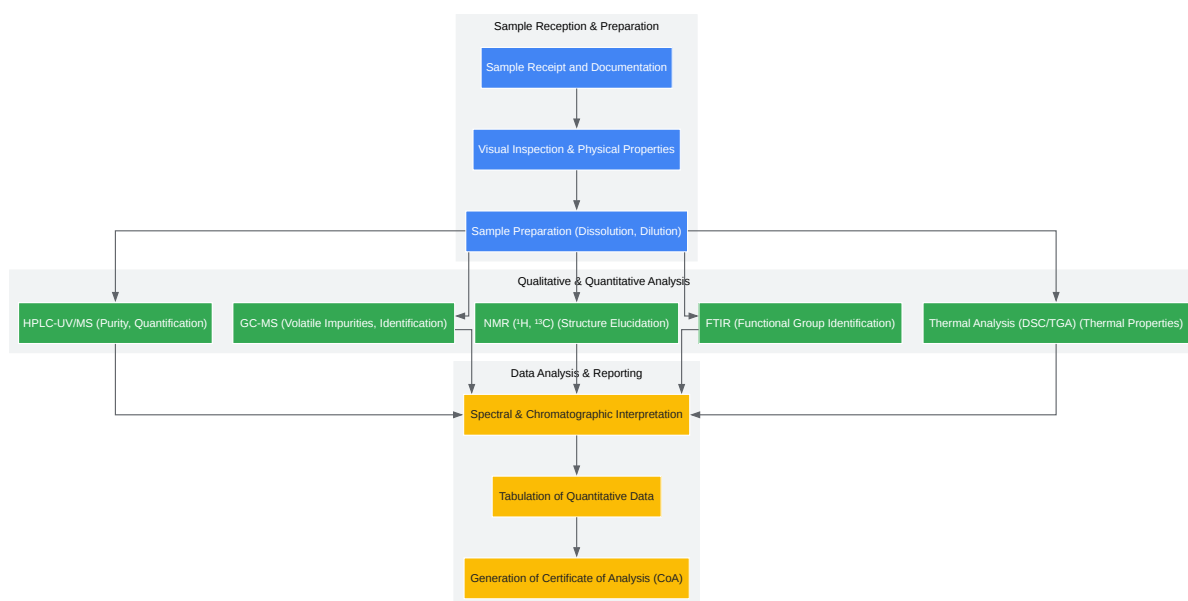 Sample Reception & Preparation
Sample Receipt and Documentation
Visual Inspection & Physical Properties
Sample Preparation (Dissolution, Dilution)
Qualitative & Quantitative Analysis
HPLC-UV/MS (Purity, Quantification)
GC-MS (Volatile Impurities, Identification)
NMR (¹H, ¹³C) (Structure Elucidation)
FTIR (Functional Group Identification)
Thermal Analysis (DSC/TGA) (Thermal Properties)
Data Analysis & Reporting
Spectral & Chromatographic Interpretation
Tabulation of Quantitative Data
Generation of Certificate of Analysis (CoA)